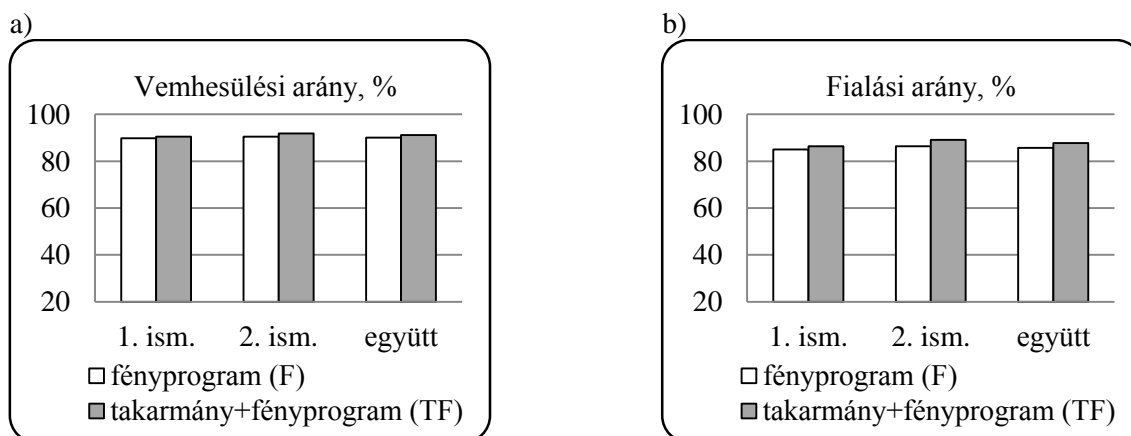 a)
Vemhesülési arány, %
100
80
60
40
20
1. ism. 2. ism. együtt
fényprogram (F)
takarmány+fényprogram (TF)
b)
Fialási arány, %
100
80
60
40
20
1. ism. 2. ism. együtt
fényprogram (F)
takarmány+fényprogram (TF)